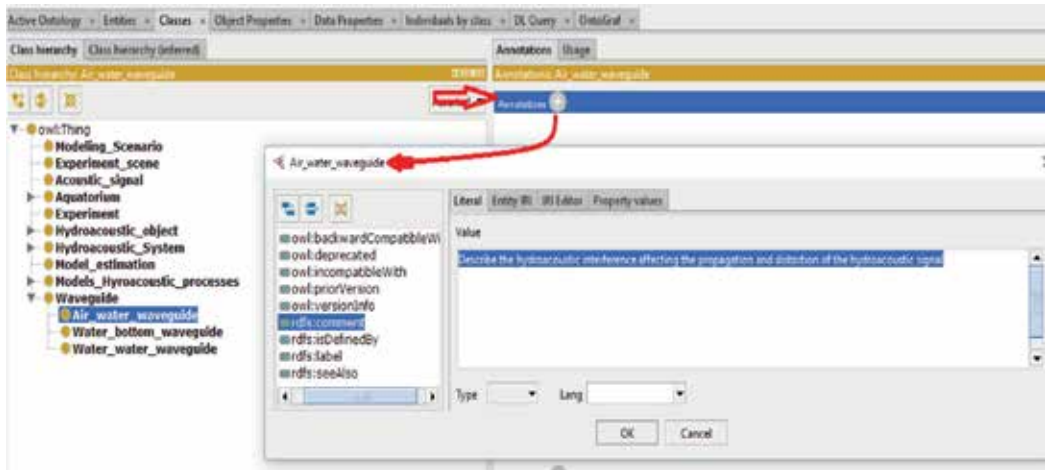 Active Ontology × Entities × Classes × Object Properties × Data Properties × Individuals by class × DL Query × OntoGraf ×
Class hierarchy Class hierarchy (inferred)
Annotations Usage
Class hierarchy: Air_water_waveguide
Annotations: Air_water_waveguide
Annotations
owl:Thing
Modeling_Scenario
Experiment_scene
Acoustic_signal
Aquatorium
Experiment
Hydroacoustic_object
Hydroacoustic_System
Model_estimation
Models_Hyroacoustic_processes
Waveguide
Air_water_waveguide
Water_bottom_waveguide
Water_water_waveguide
Air_water_waveguide
owl:backwardCompatibleWi
owl:deprecated
owl:incompatibleWith
owl:priorVersion
owl:versionInfo
rdfs:comment
rdfs:isDefinedBy
rdfs:label
rdfs:seeAlso
Literal Entity IRI IRI Editor Property values
Value
Describe the hydroacoustic interference affecting the propagation and distortion of the hydroacoustic signal
Type Lang
OK Cancel